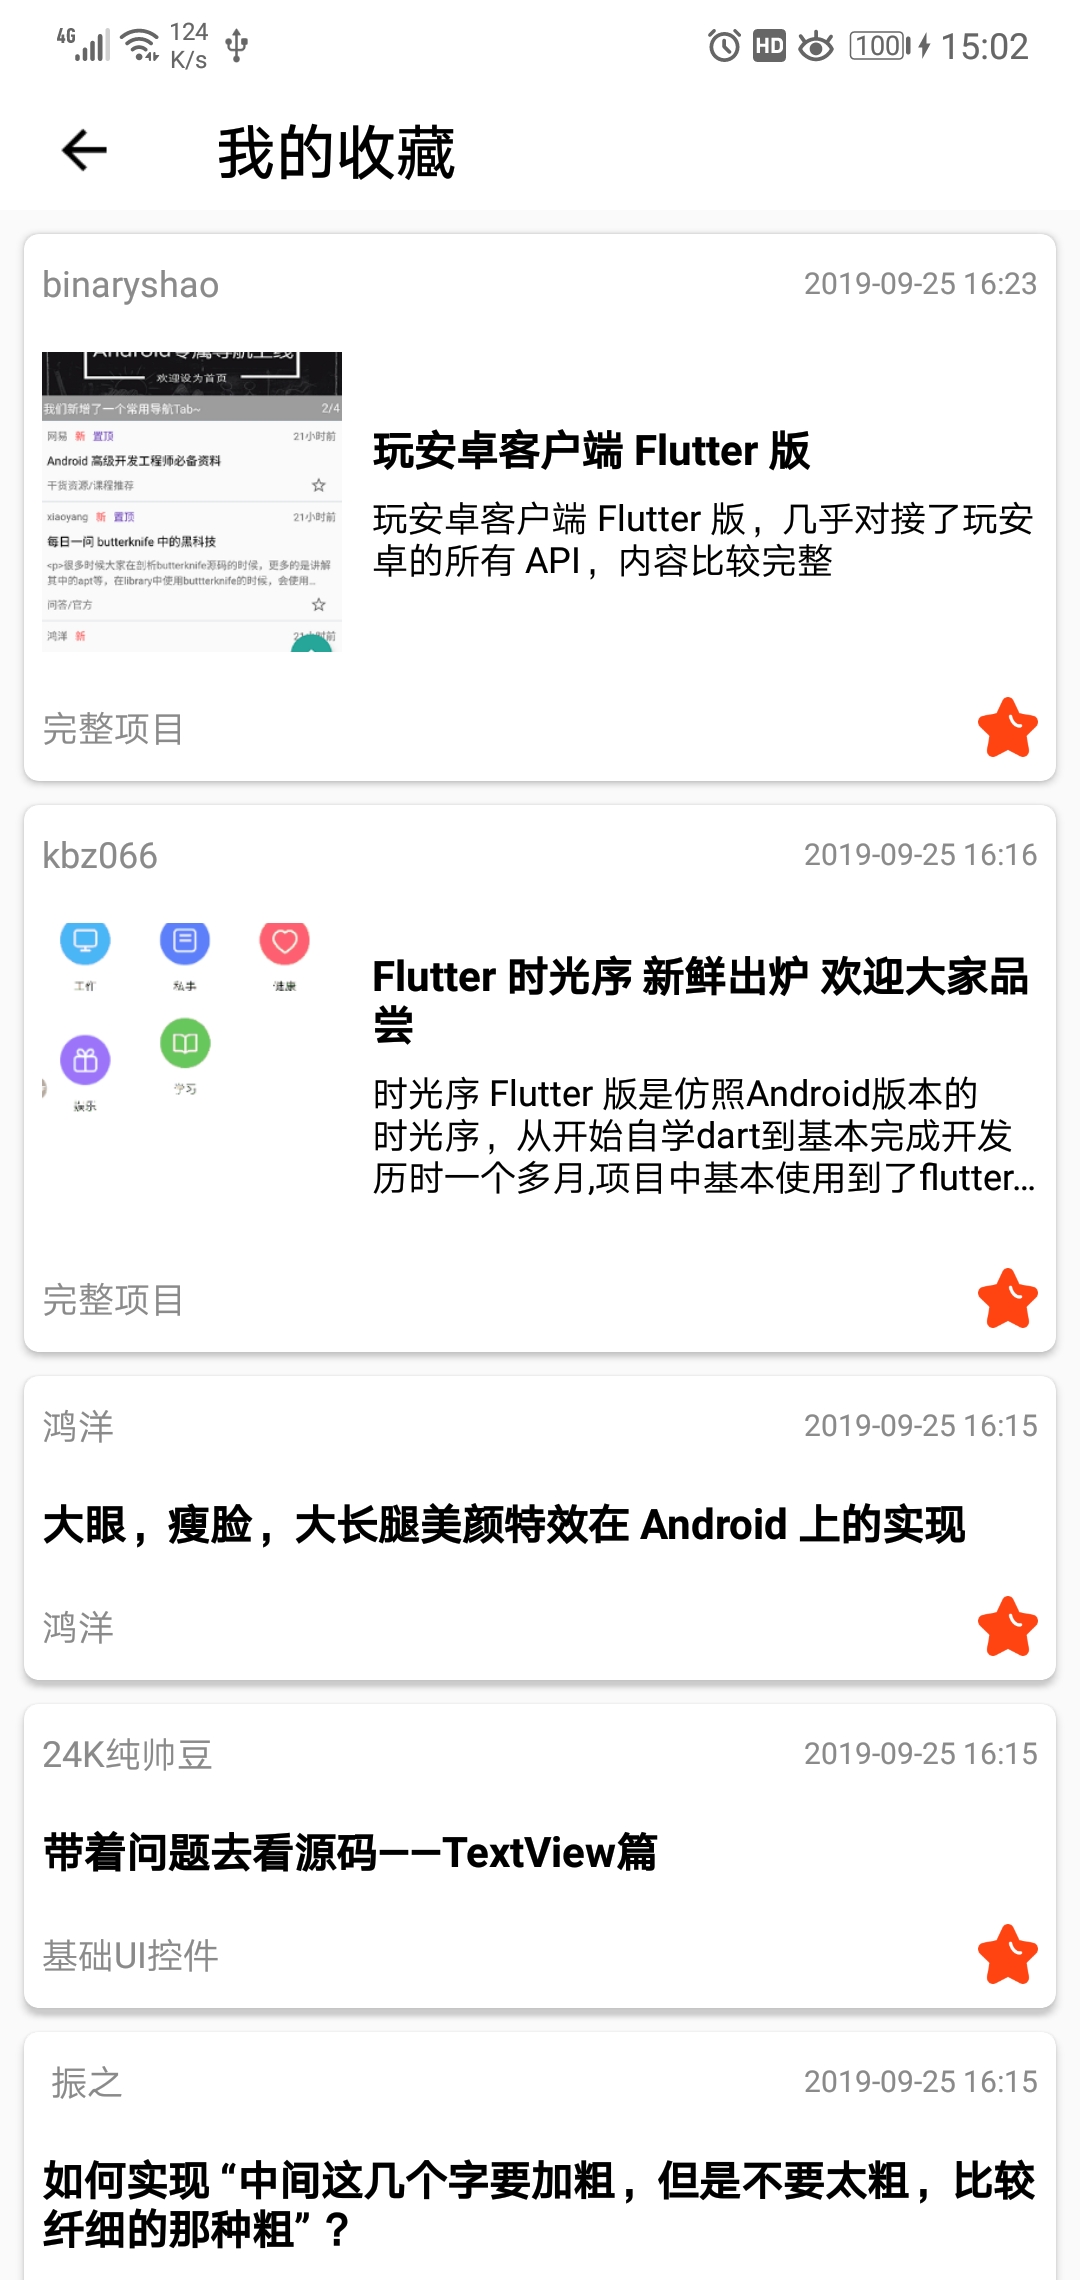 4G 124 K/s HD 100 15:02
我的收藏
binaryshao 2019-09-25 16:23
欢迎设为首页
我们新增了一个常用导航Tab~ 2/4
网易 新 置顶 21小时前
Android 高级开发工程师必备资料
干货资源/课程推荐
xiaoyang 新 置顶 21小时前
每日一问 butterknife 中的黑科技
<p>很多时候大家在剖析butterknife源码的时候，更多的是讲解
其中的apt等，在library中使用buttterknife的时候，会使用...
问答/官方
鸿洋 新
玩安卓客户端 Flutter 版
玩安卓客户端 Flutter 版，几乎对接了玩安
卓的所有 API，内容比较完整
完整项目
kbz066 2019-09-25 16:16
工作 私事 健康
娱乐 学习
Flutter 时光序 新鲜出炉 欢迎大家品
尝
时光序 Flutter 版是仿照Android版本的
时光序，从开始自学dart到基本完成开发
历时一个多月,项目中基本使用到了flutter...
完整项目
鸿洋 2019-09-25 16:15
大眼，瘦脸，大长腿美颜特效在 Android 上的实现
鸿洋
24K纯帅豆 2019-09-25 16:15
带着问题去看源码——TextView篇
基础UI控件
振之 2019-09-25 16:15
如何实现 “中间这几个字要加粗，但是不要太粗，比较
纤细的那种粗” ？